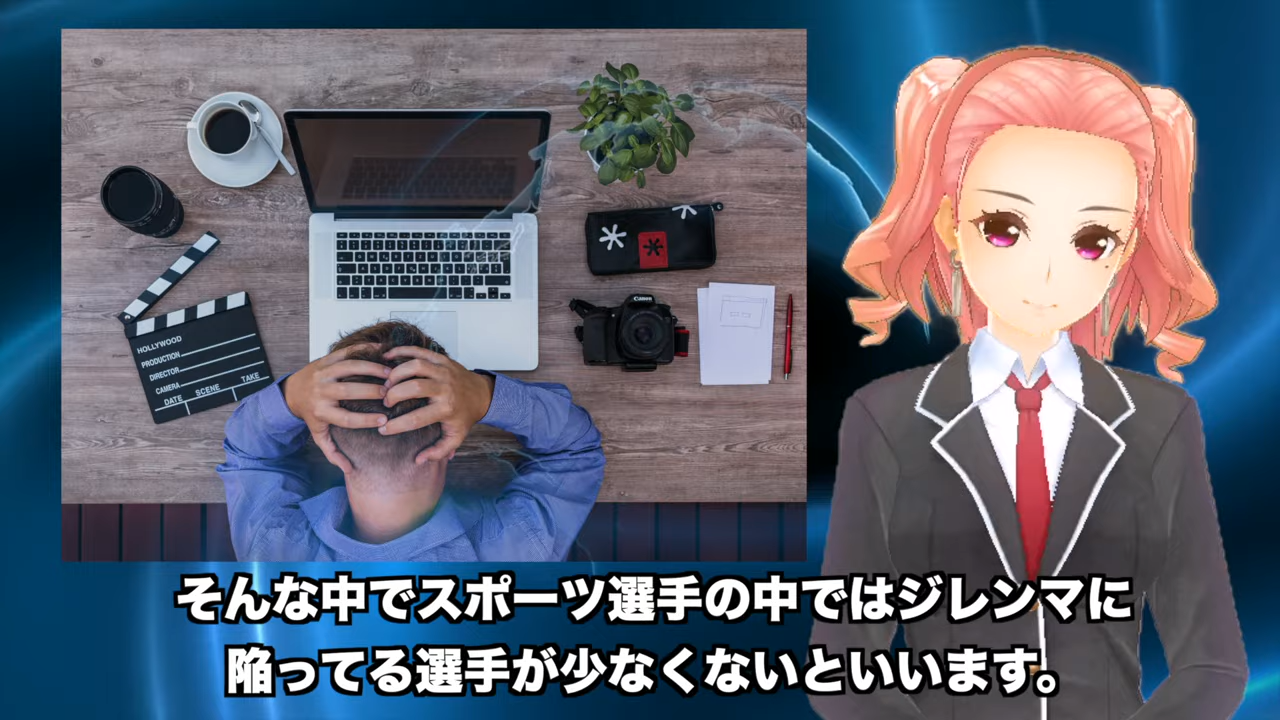 HOLLYWOOD
PRODUCTION
DIRECTOR
CAMERA
DATE SCENE TAKE
Canon
そんな中でスポーツ選手の中ではジレンマに
陥ってる選手が少なくないといいます。